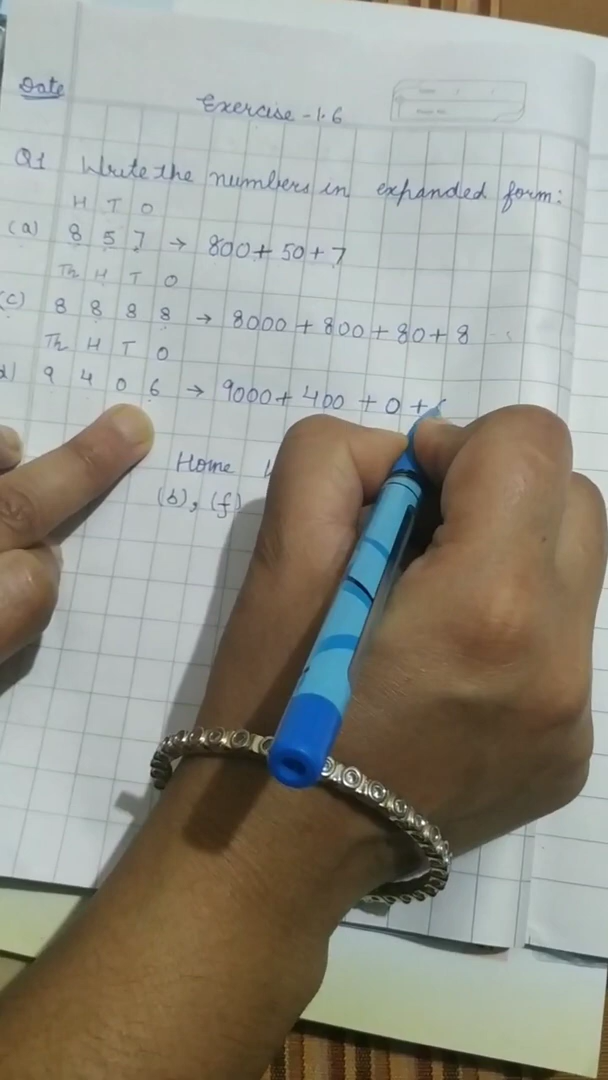 Date
Exercise - 1.6
Q1 Write the numbers in expanded form:
H T O
(a) 8 5 7 → 800 + 50 + 7
Th H T O
(c) 8 8 8 8 → 8000 + 800 + 80 + 8
Th H T O
d) 9 4 0 6 → 9000 + 400 + 0 +
Home
(b), (f)